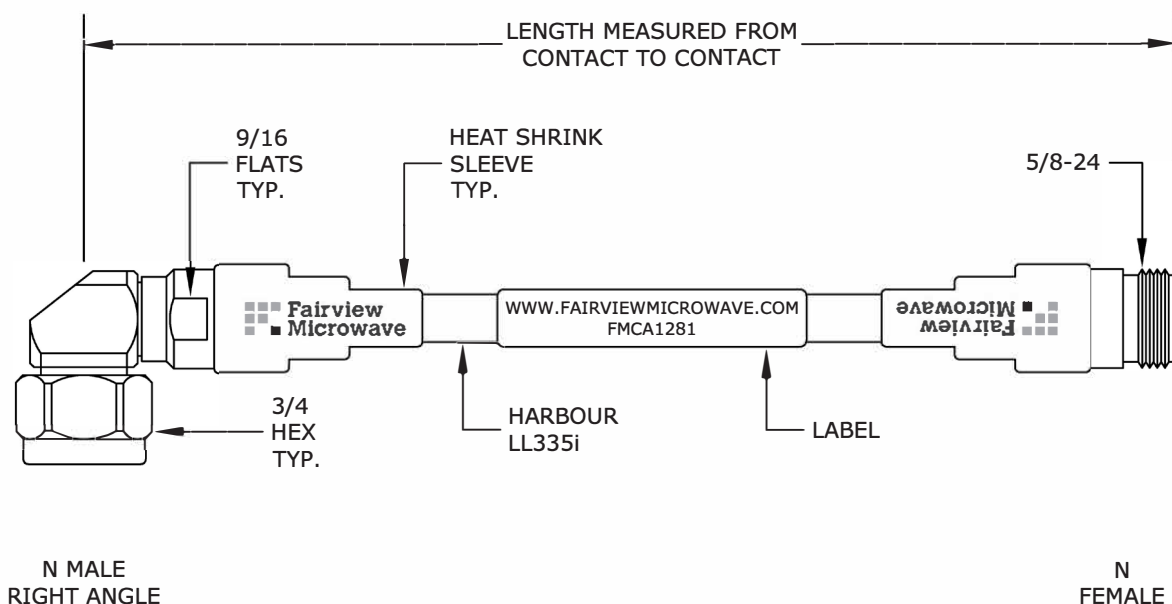 LENGTH MEASURED FROM
CONTACT TO CONTACT
9/16
FLATS
TYP.
HEAT SHRINK
SLEEVE
TYP.
5/8-24
Fairview
Microwave
WWW.FAIRVIEWMICROWAVE.COM
FMCA1281
Fairview
Microwave
3/4
HEX
TYP.
HARBOUR
LL335i
LABEL
N MALE
RIGHT ANGLE
N
FEMALE